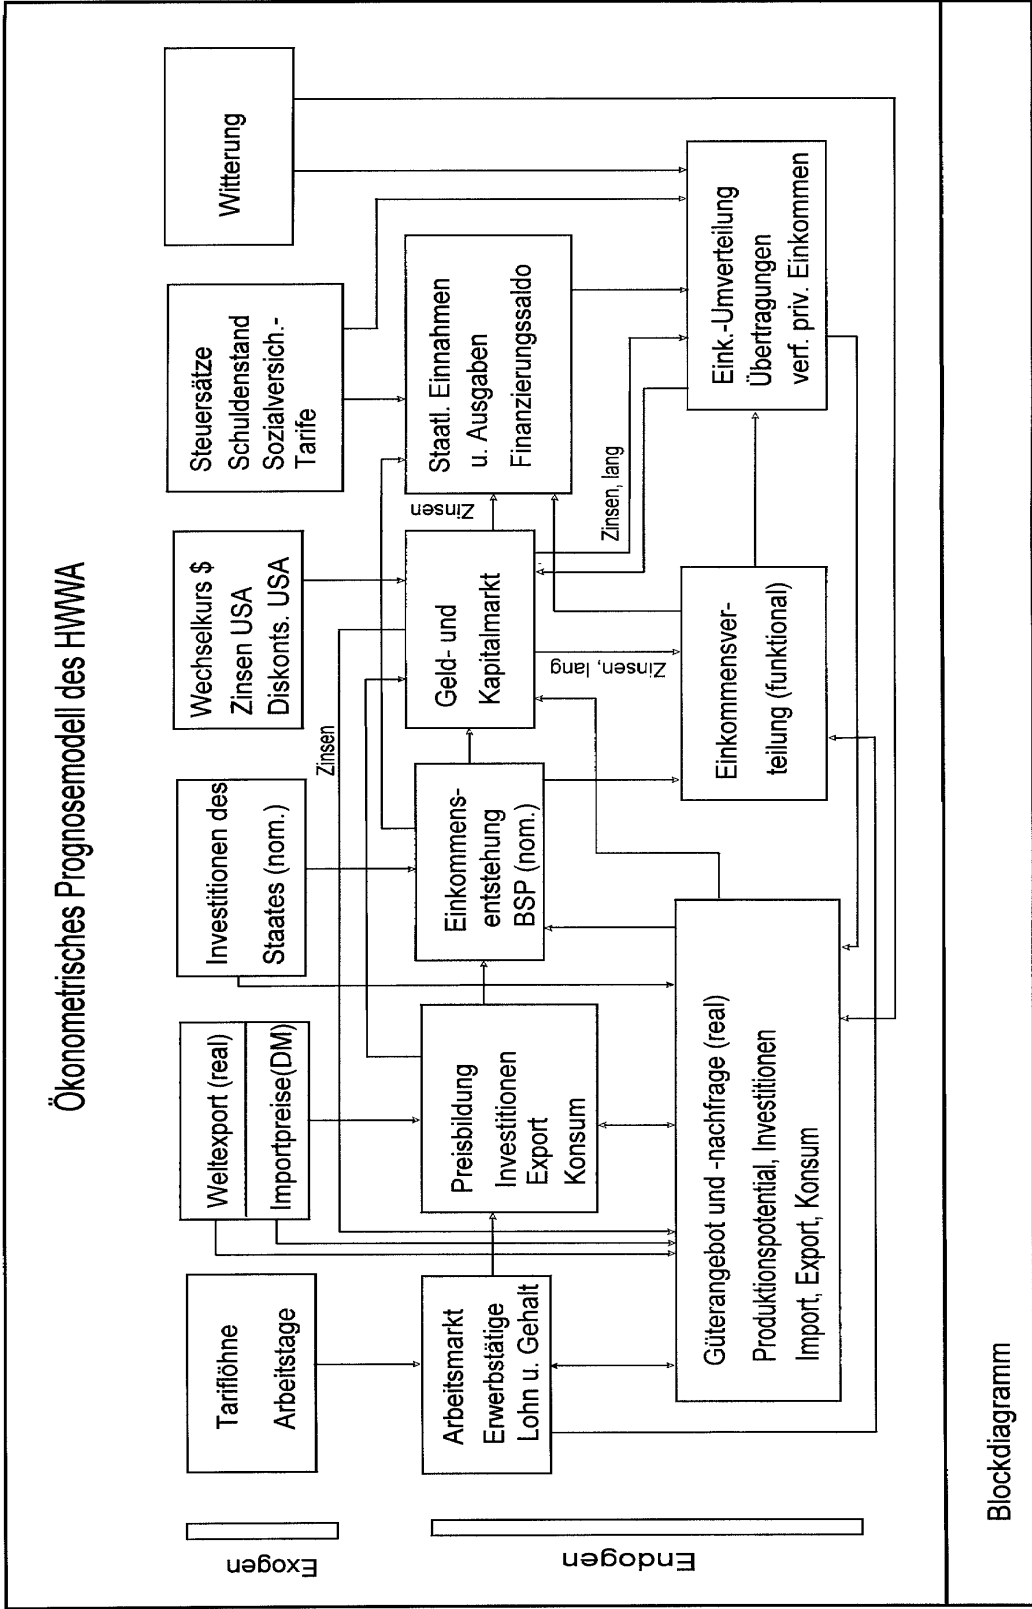 Ökonometrisches Prognosemodell des HWWA
Exogen
Tariflöhne
Arbeitstage
Weltexport (real)
Importpreise(DM)
Investitionen des
Staates (nom.)
Wechselkurs $
Zinsen USA
Diskonts. USA
Steuersätze
Schuldenstand
Sozialversich.-
Tarife
Witterung
Zinsen
Endogen
Arbeitsmarkt
Erwerbstätige
Lohn u. Gehalt
Preisbildung
Investitionen
Export
Konsum
Einkommens-
entstehung
BSP (nom.)
Geld- und
Kapitalmarkt
Zinsen
Staatl. Einnahmen
u. Ausgaben
Finanzierungssaldo
Zinsen, lang
Zinsen, lang
Güterangebot und -nachfrage (real)
Produktionspotential, Investitionen
Import, Export, Konsum
Einkommensver-
teilung (funktional)
Eink.-Umverteilung
Übertragungen
verf. priv. Einkommen
Blockdiagramm